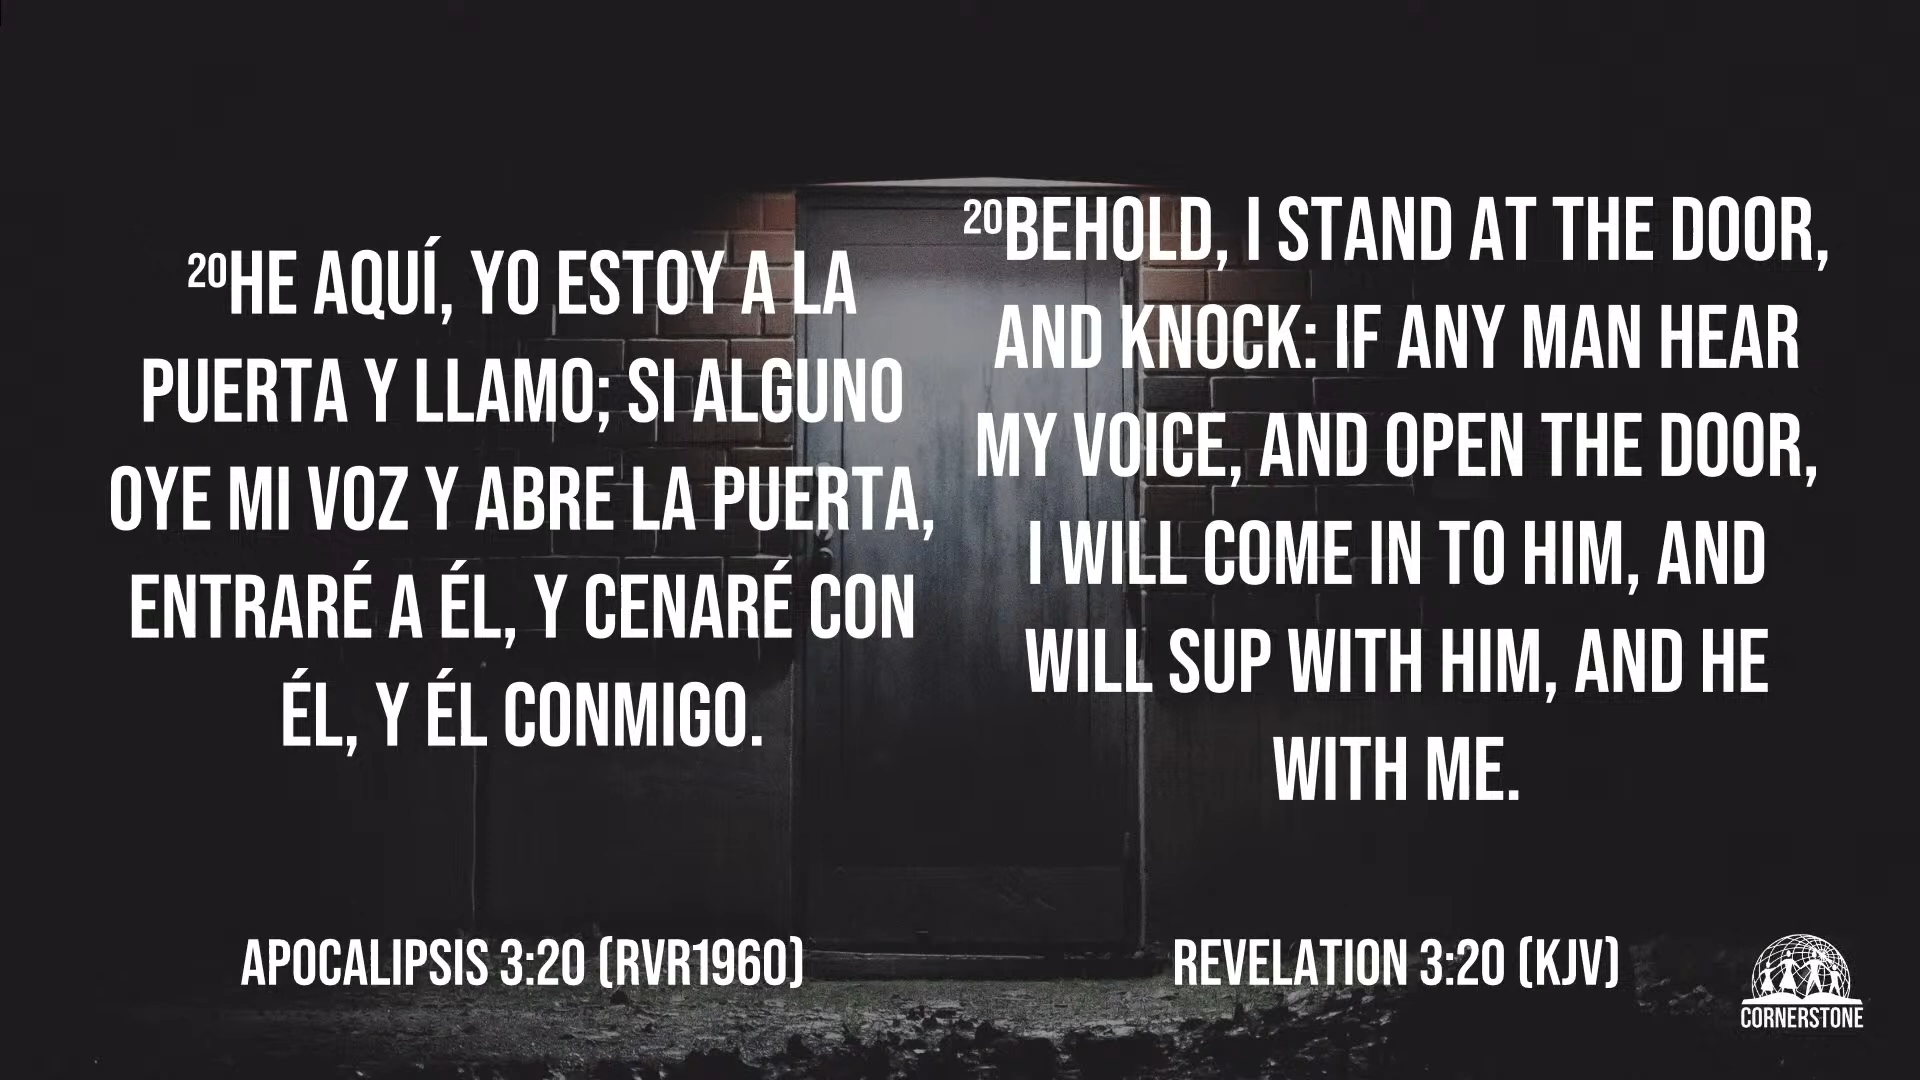 20HE AQUÍ, YO ESTOY A LA
PUERTA Y LLAMO; SI ALGUNO
OYE MI VOZ Y ABRE LA PUERTA,
ENTRARÉ A ÉL, Y CENARÉ CON
ÉL, Y ÉL CONMIGO.
APOCALIPSIS 3:20 (RVR1960)
20BEHOLD, I STAND AT THE DOOR,
AND KNOCK: IF ANY MAN HEAR
MY VOICE, AND OPEN THE DOOR,
I WILL COME IN TO HIM, AND
WILL SUP WITH HIM, AND HE
WITH ME.
REVELATION 3:20 (KJV)
CORNERSTONE